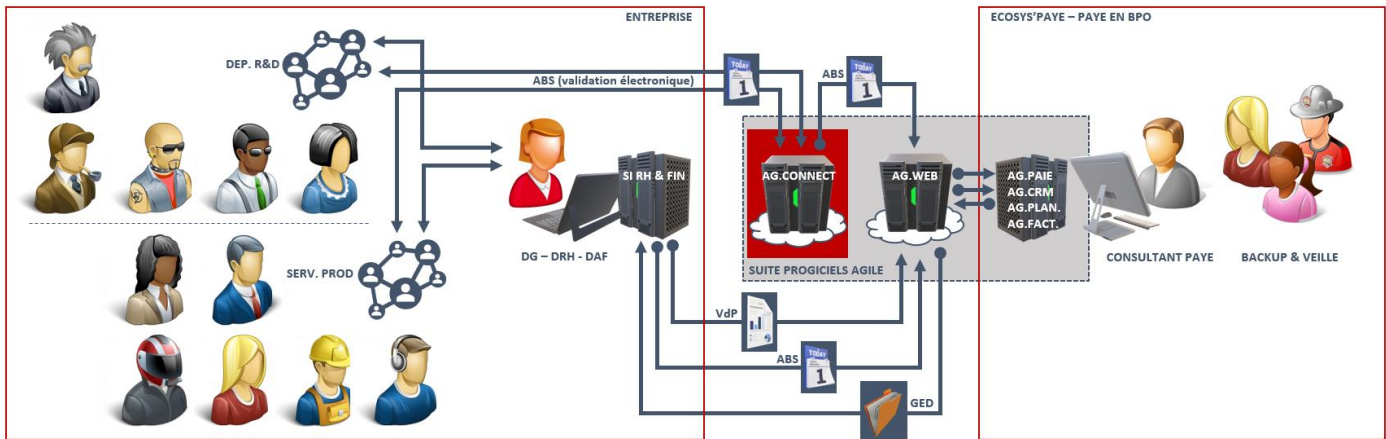 ENTREPRISE
ECOSYS'PAYE – PAYE EN BPO
DEP. R&D
ABS (validation électronique)
TODAY
1
ABS
TODAY
1
SI RH & FIN
AG.CONNECT
AG.WEB
AG.PAIE
AG.CRM
AG.PLAN.
AG.FACT.
SERV. PROD
DG – DRH - DAF
SUITE PROGICIELS AGILE
CONSULTANT PAYE
BACKUP & VEILLE
VdP
ABS
TODAY
1
GED